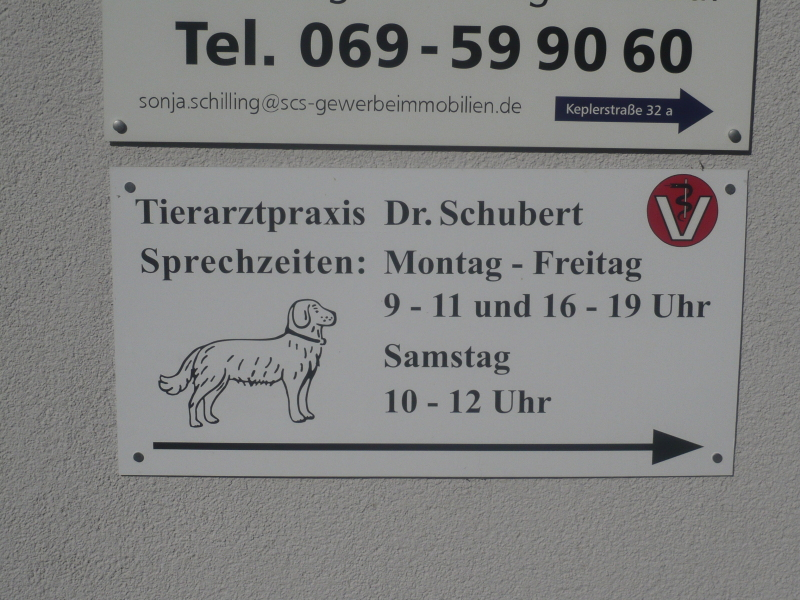 Tel. 069-59 90 60
sonja.schilling@scs-gewerbeimmobilien.de
Keplerstraße 32 a
Tierarztpraxis Dr. Schubert
V
Sprechzeiten: Montag - Freitag
9 - 11 und 16 - 19 Uhr
Samstag
10 - 12 Uhr